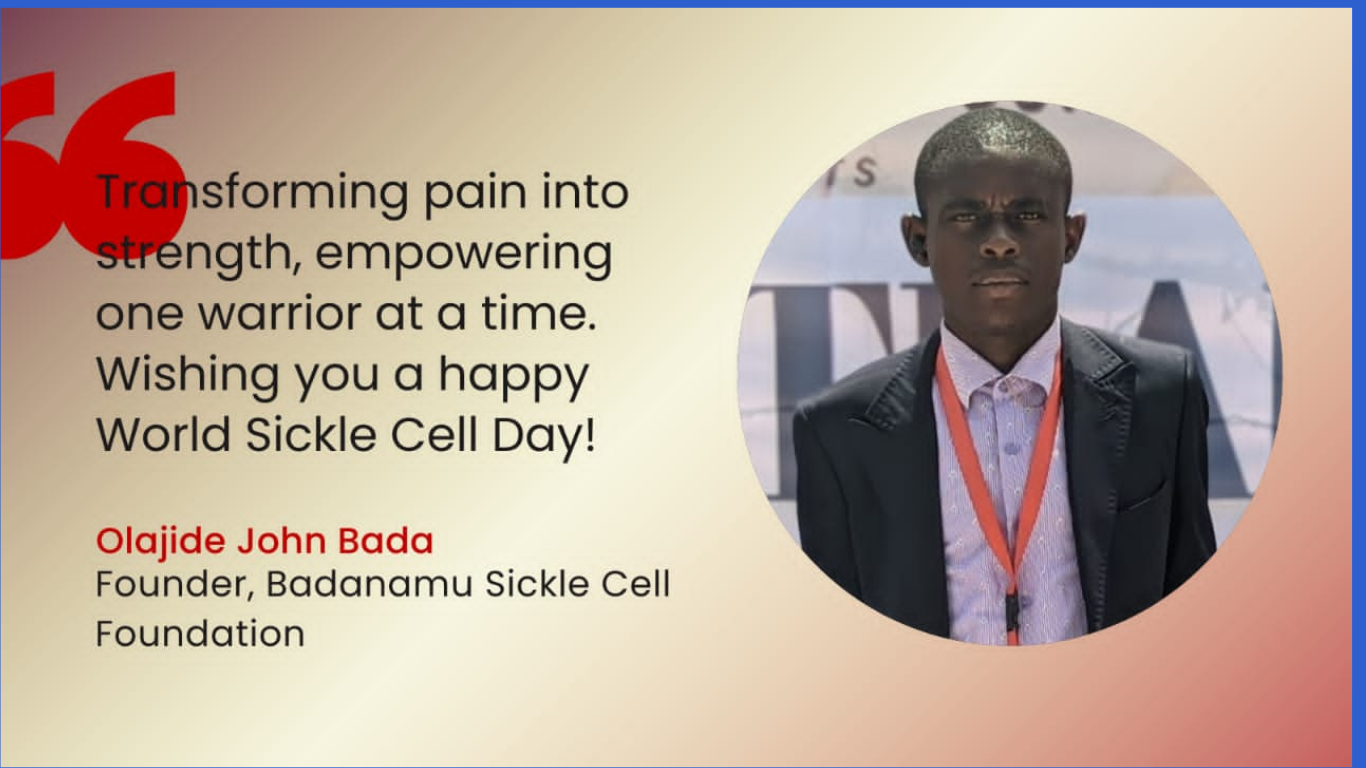 Transforming pain into
strength, empowering
one warrior at a time.
Wishing you a happy
World Sickle Cell Day!
Olajide John Bada
Founder, Badanamu Sickle Cell
Foundation